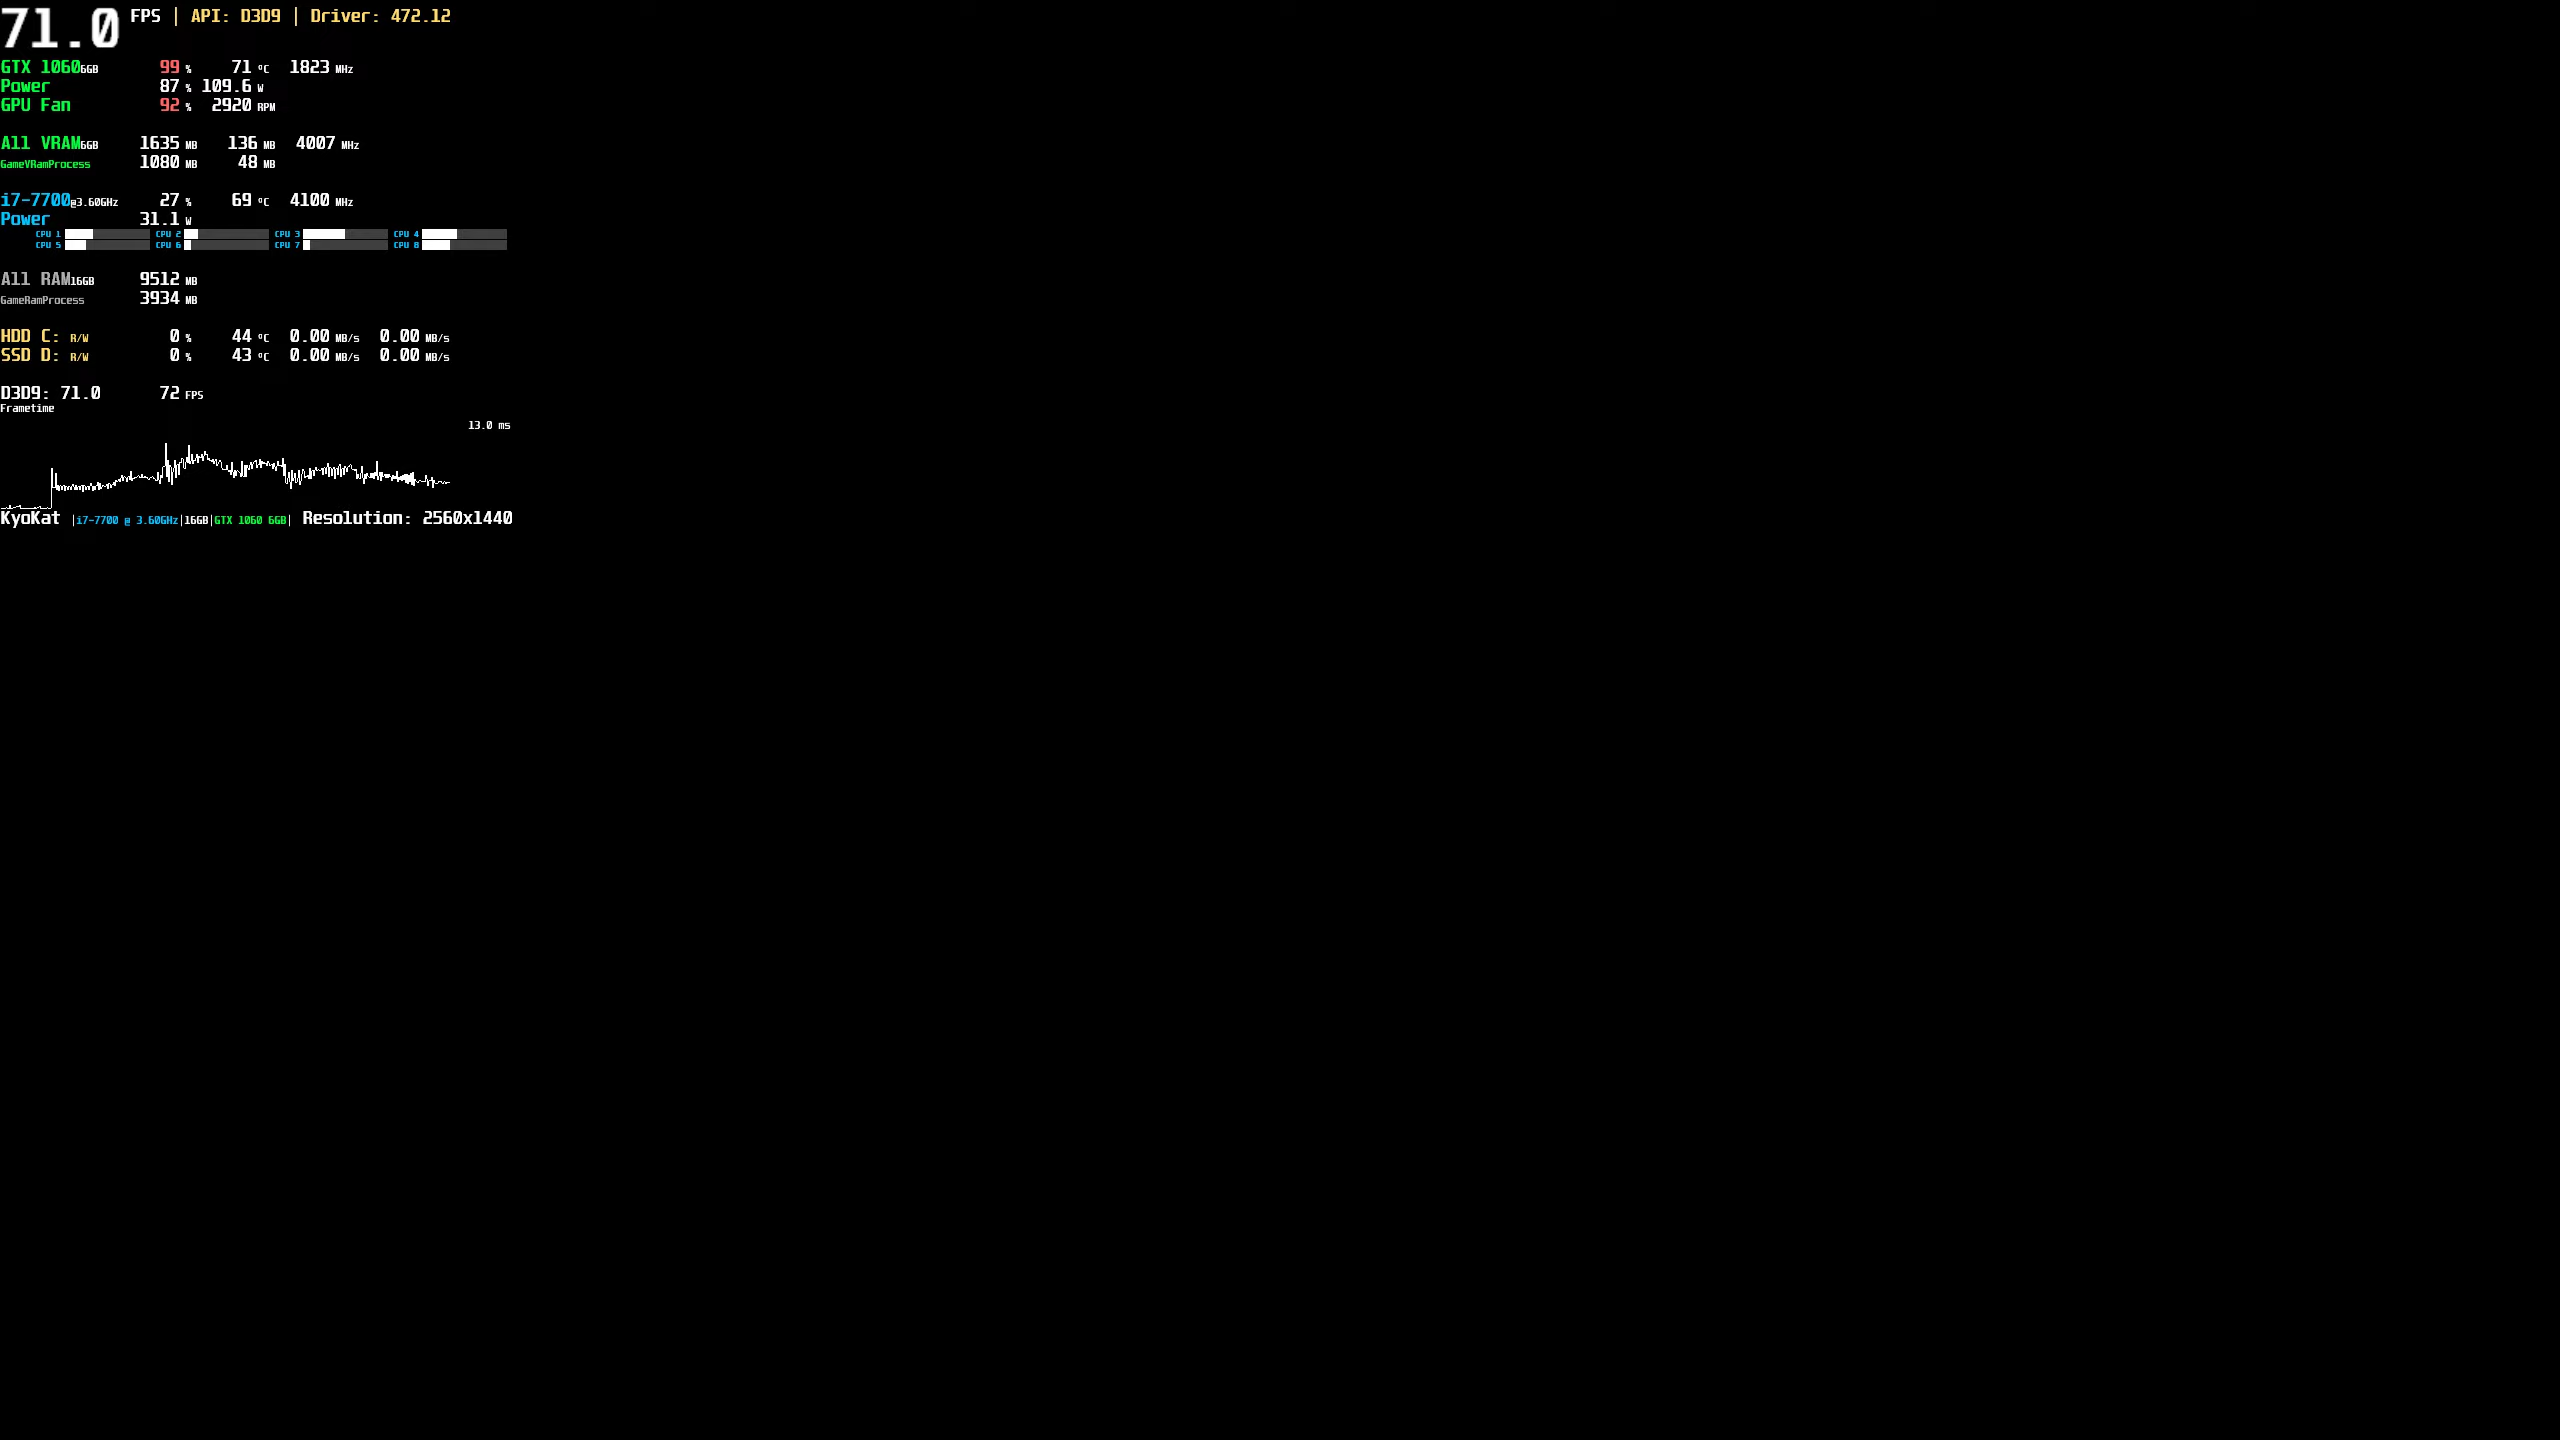 71.0 FPS | API: D3D9 | Driver: 472.12
GTX 1060 6GB 99 % 71 °C 1823 MHz
Power 87 % 109.6 W
GPU Fan 92 % 2920 RPM
All VRAM 6GB 1635 MB 136 MB 4007 MHz
GameVRamProcess 1080 MB 48 MB
i7-7700@3.60GHz 27 % 69 °C 4100 MHz
Power 31.1 W
CPU 1 CPU 2 CPU 3 CPU 4
CPU 5 CPU 6 CPU 7 CPU 8
All RAM 16GB 9512 MB
GameRamProcess 3934 MB
HDD C: R/W 0 % 44 °C 0.00 MB/s 0.00 MB/s
SSD D: R/W 0 % 43 °C 0.00 MB/s 0.00 MB/s
D3D9: 71.0 72 FPS
Frametime
13.0 ms
KyoKat |i7-7700 @ 3.60GHz|16GB|GTX 1060 6GB| Resolution: 2560x1440